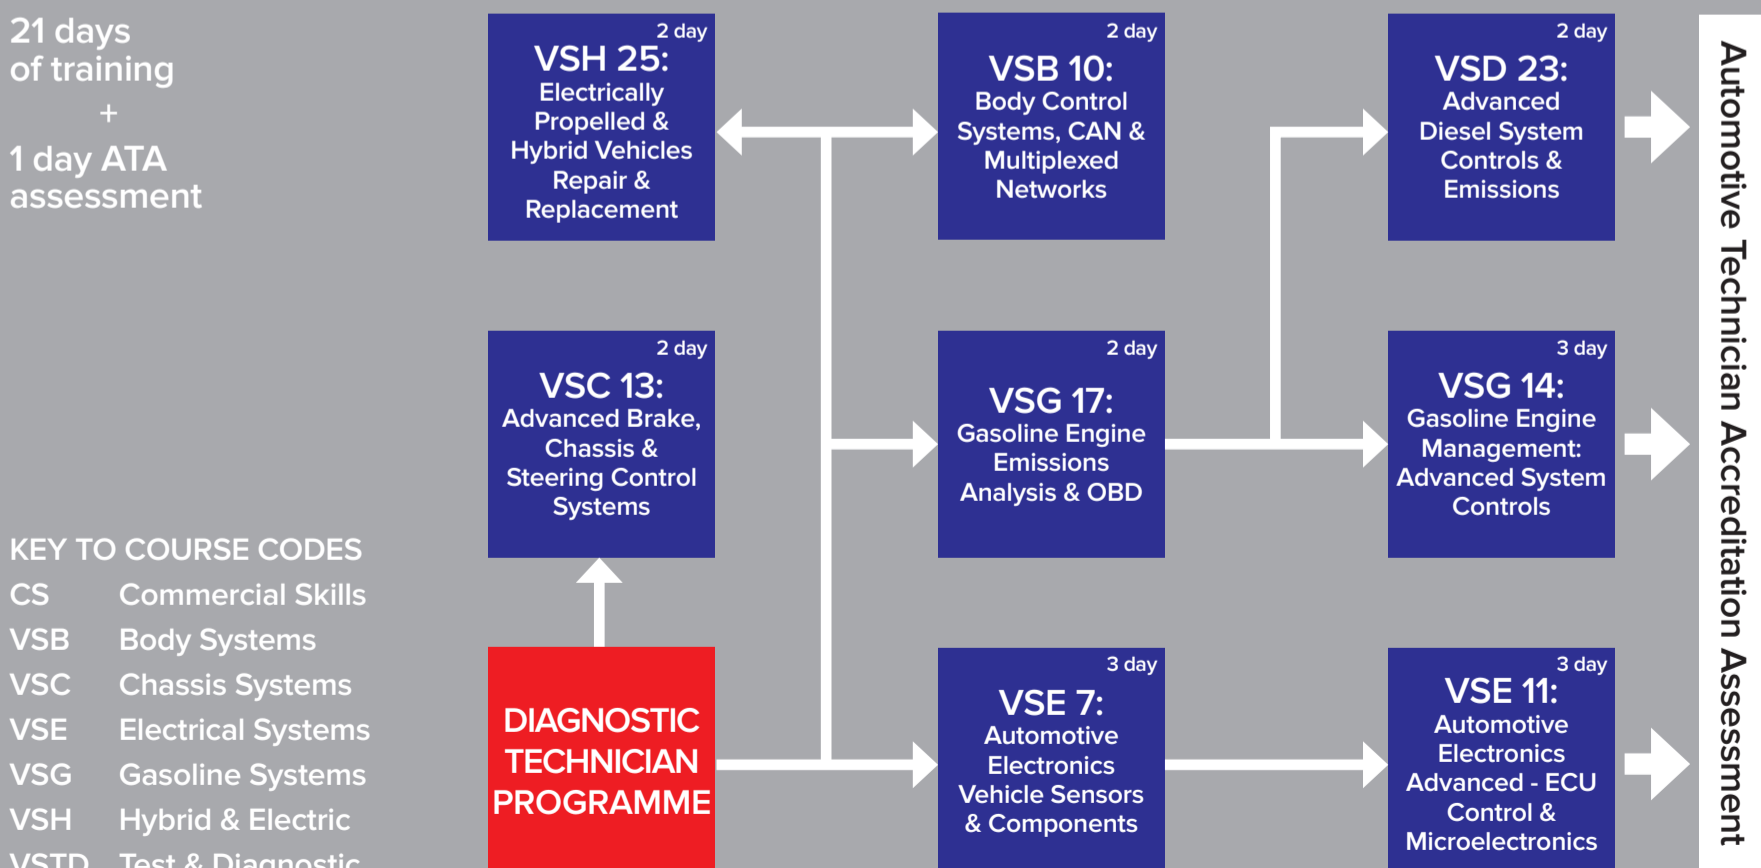 21 days
of training
+
1 day ATA
assessment
2 day
VSH 25:
Electrically
Propelled &
Hybrid Vehicles
Repair &
Replacement
2 day
VSB 10:
Body Control
Systems, CAN &
Multiplexed
Networks
2 day
VSD 23:
Advanced
Diesel System
Controls &
Emissions
2 day
VSC 13:
Advanced Brake,
Chassis &
Steering Control
Systems
2 day
VSG 17:
Gasoline Engine
Emissions
Analysis & OBD
3 day
VSG 14:
Gasoline Engine
Management:
Advanced System
Controls
DIAGNOSTIC
TECHNICIAN
PROGRAMME
3 day
VSE 7:
Automotive
Electronics
Vehicle Sensors
& Components
3 day
VSE 11:
Automotive
Electronics
Advanced - ECU
Control &
Microelectronics
Automotive Technician Accreditation Assessment
KEY TO COURSE CODES
CS Commercial Skills
VSB Body Systems
VSC Chassis Systems
VSE Electrical Systems
VSG Gasoline Systems
VSH Hybrid & Electric
VSTD Test & Diagnostic